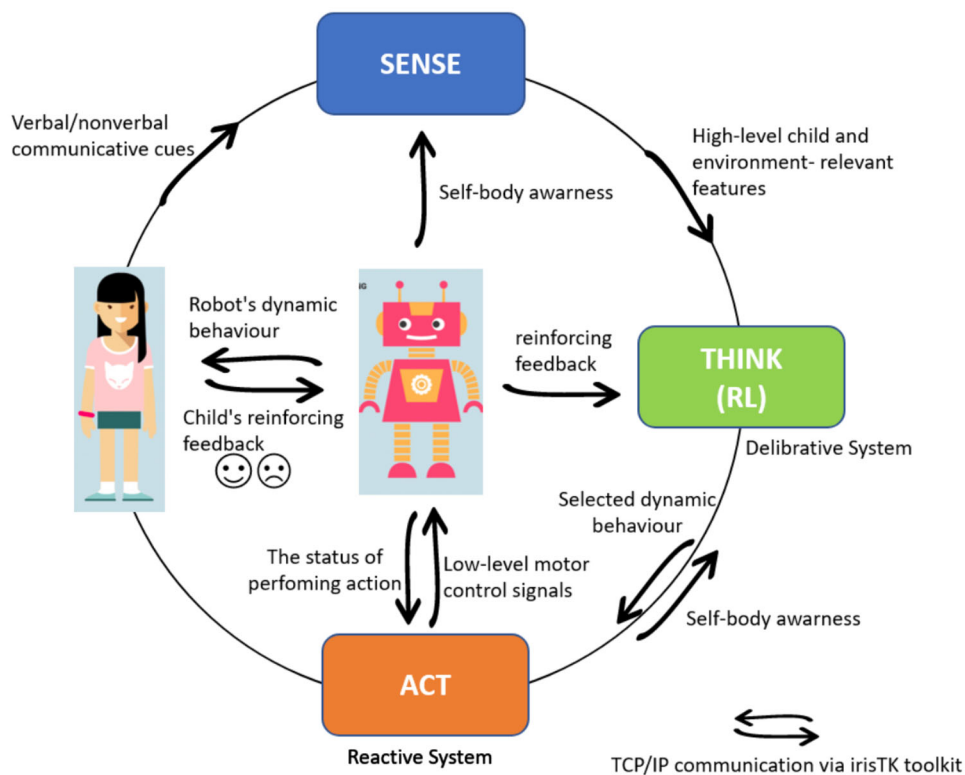 SENSE
Verbal/nonverbal
communicative cues
High-level child and
environment- relevant
features
Self-body awarness
NG
Robot's dynamic
behaviour
reinforcing
feedback
THINK
(RL)
Child's reinforcing
feedback
Delibrative System
Selected dynamic
behaviour
The status of
perfoming action
Low-level motor
control signals
Self-body awarness
ACT
Reactive System
TCP/IP communication via irisTK toolkit